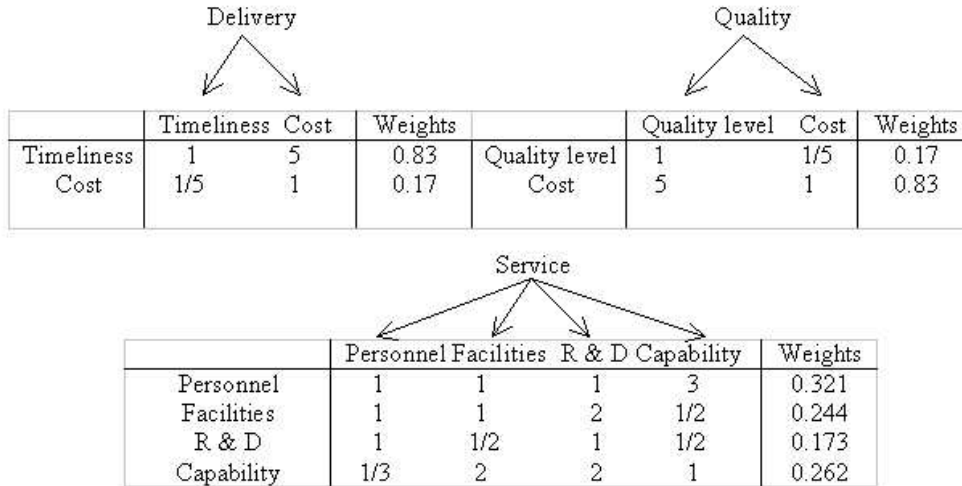 Delivery Quality
Timeliness Cost Weights Quality level Cost Weights
Timeliness 1 5 0.83 Quality level 1 1/5 0.17
Cost 1/5 1 0.17 Cost 5 1 0.83
Service
Personnel Facilities R & D Capability Weights
Personnel 1 1 1 3 0.321
Facilities 1 1 2 1/2 0.244
R & D 1 1/2 1 1/2 0.173
Capability 1/3 2 2 1 0.262